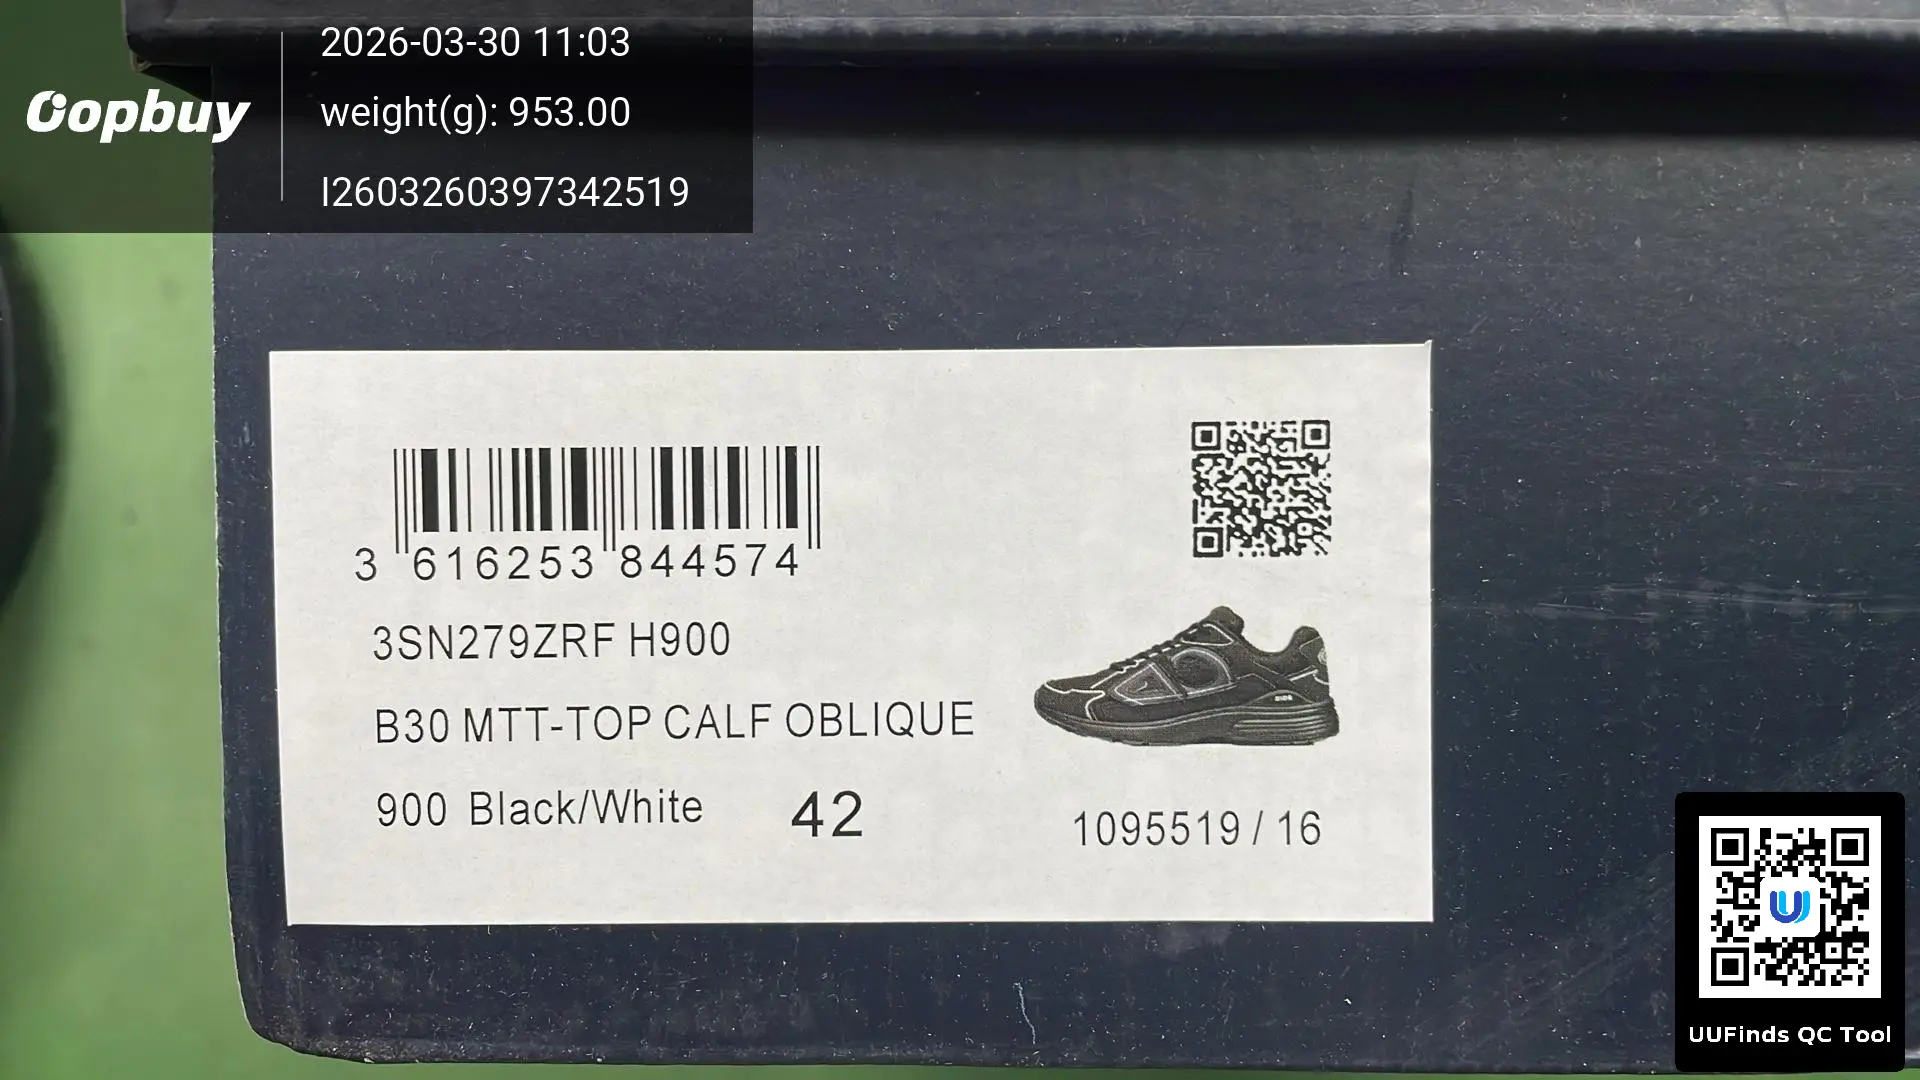 Oopbuy
2026-03-30 11:03
weight(g): 953.00
I2603260397342519
3 616253 844574
3SN279ZRF H900
B30 MTT-TOP CALF OBLIQUE
900 Black/White 42
DIOR
1095519 / 16
UUFinds QC Tool